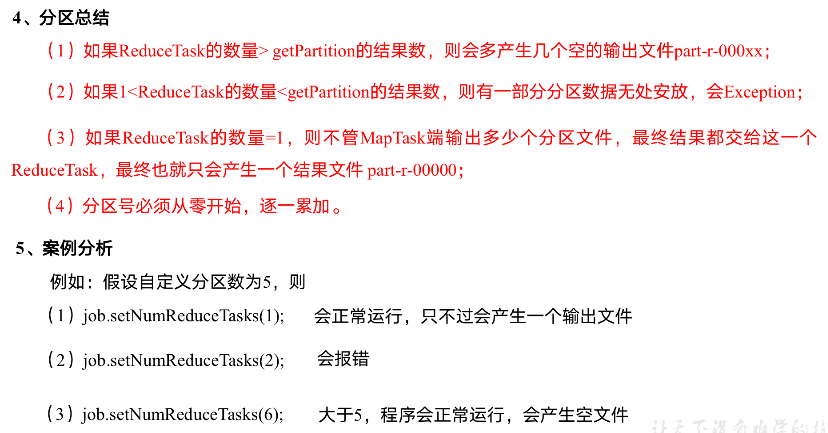 4、分区总结
（1）如果ReduceTask的数量> getPartition的结果数，则会多产生几个空的输出文件part-r-000xx；
（2）如果1<ReduceTask的数量<getPartition的结果数，则有一部分分区数据无处安放，会Exception；
（3）如果ReduceTask的数量=1，则不管MapTask端输出多少个分区文件，最终结果都交给这一个
ReduceTask，最终也就只会产生一个结果文件 part-r-00000；
（4）分区号必须从零开始，逐一累加。
5、案例分析
例如：假设自定义分区数为5，则
（1）job.setNumReduceTasks(1); 会正常运行，只不过会产生一个输出文件
（2）job.setNumReduceTasks(2); 会报错
（3）job.setNumReduceTasks(6); 大于5，程序会正常运行，会产生空文件